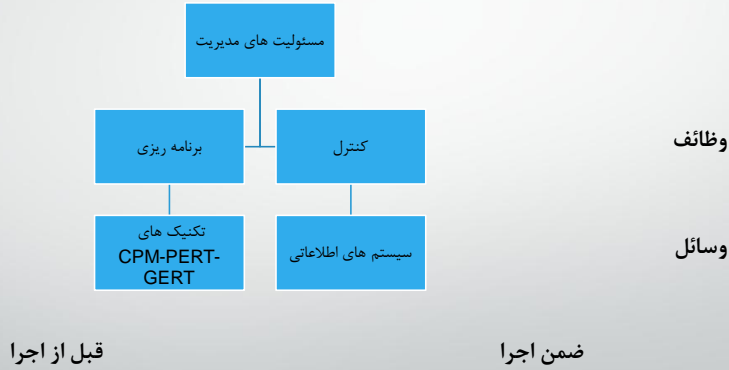 مسئولیت های مدیریت
وظائف
کنترل
برنامه ریزی
وسائل
سیستم های اطلاعاتی
تکنیک های
CPM-PERT-
GERT
ضمن اجرا
قبل از اجرا